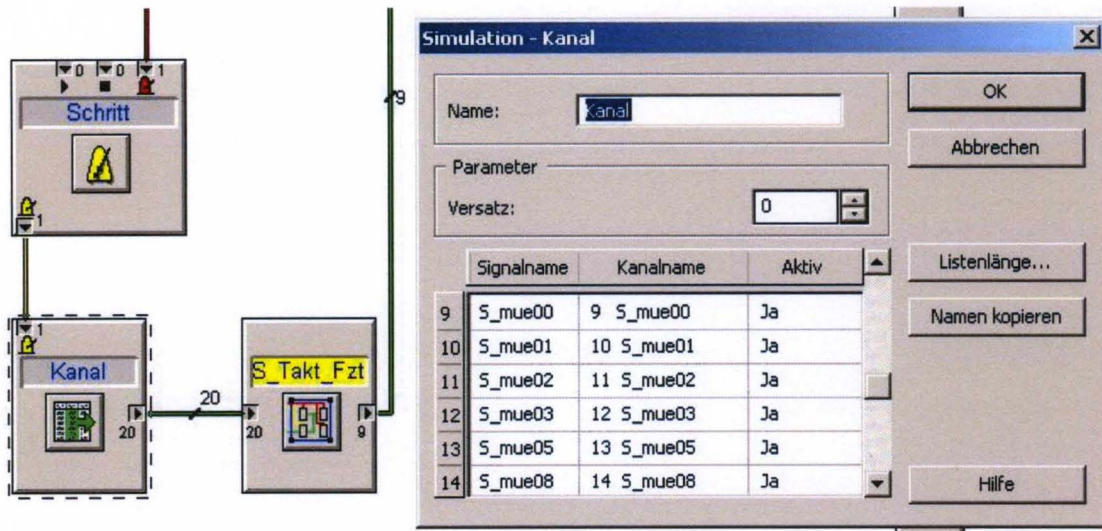 0 0 1
Schritt
1
1
Kanal
20
20
S_Takt_Fzt
20
9
9
Simulation - Kanal
Name:
Kanal
Parameter
Versatz:
0
Signalname Kanalname Aktiv
9 S_mue00 9 S_mue00 Ja
10 S_mue01 10 S_mue01 Ja
11 S_mue02 11 S_mue02 Ja
12 S_mue03 12 S_mue03 Ja
13 S_mue05 13 S_mue05 Ja
14 S_mue08 14 S_mue08 Ja
OK
Abbrechen
Listenlänge...
Namen kopieren
Hilfe